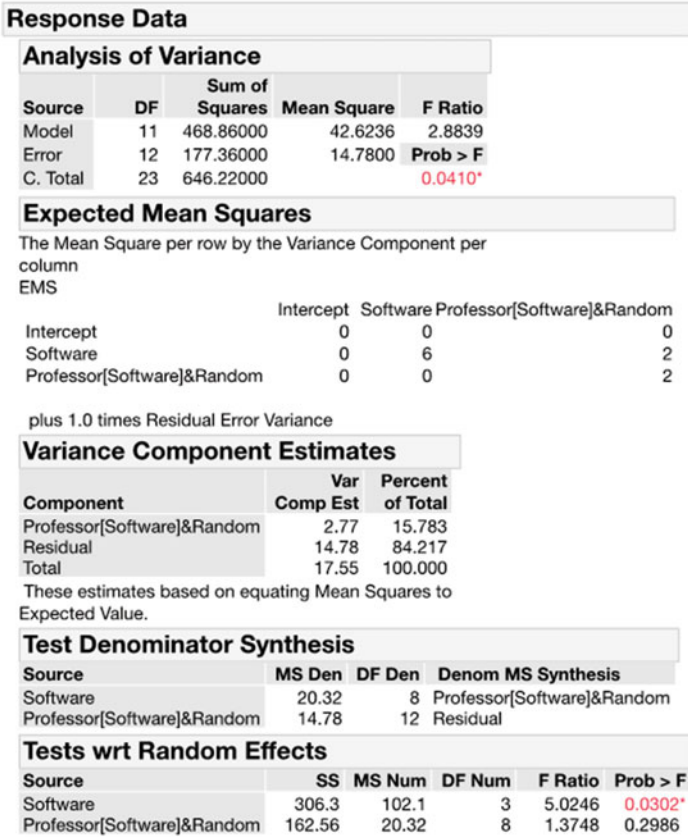 Response Data
Analysis of Variance
Sum of
Source DF Squares Mean Square F Ratio
Model 11 468.86000 42.6236 2.8839
Error 12 177.36000 14.7800 Prob > F
C. Total 23 646.22000 0.0410*
Expected Mean Squares
The Mean Square per row by the Variance Component per
column
EMS
Intercept Software Professor[Software]&Random
Intercept 0 0 0
Software 0 6 2
Professor[Software]&Random 0 0 2
plus 1.0 times Residual Error Variance
Variance Component Estimates
Var Percent
Component Comp Est of Total
Professor[Software]&Random 2.77 15.783
Residual 14.78 84.217
Total 17.55 100.000
These estimates based on equating Mean Squares to
Expected Value.
Test Denominator Synthesis
Source MS Den DF Den Denom MS Synthesis
Software 20.32 8 Professor[Software]&Random
Professor[Software]&Random 14.78 12 Residual
Tests wrt Random Effects
Source SS MS Num DF Num F Ratio Prob > F
Software 306.3 102.1 3 5.0246 0.0302*
Professor[Software]&Random 162.56 20.32 8 1.3748 0.2986